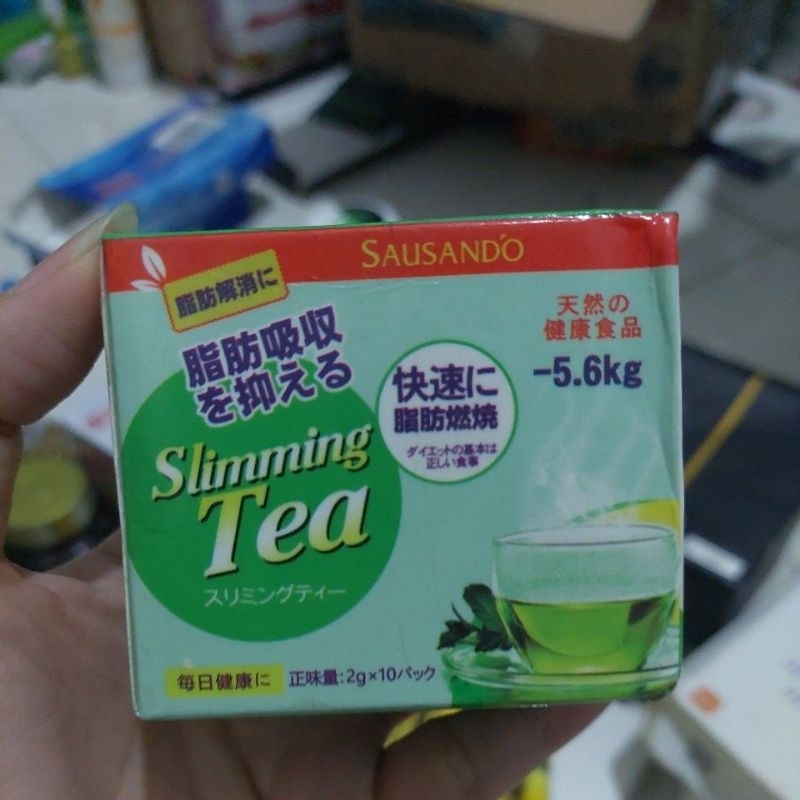 SAUSANDO
脂肪解消に
脂肪吸収
を抑える
天然の
健康食品
-5.6kg
快速に
脂肪燃焼
ダイエットの基本は
正しい食事
Slimming
Tea
スリミングティー
毎日健康に
正味量:2g×10パック